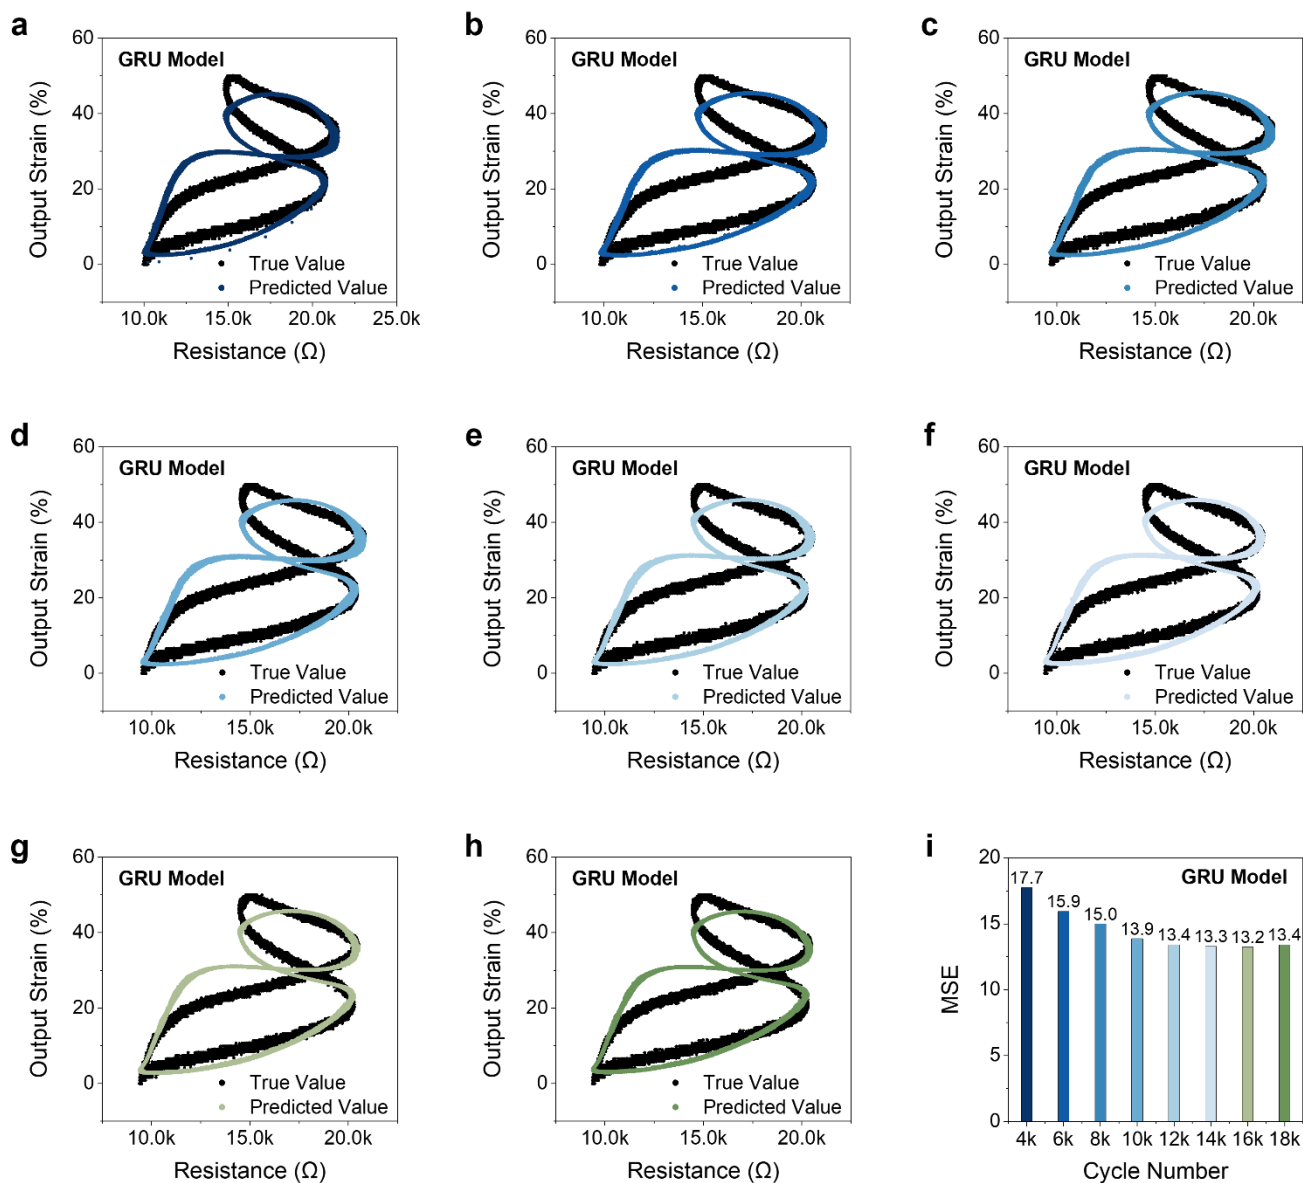 a
60
GRU Model
40
20
0
Output Strain (%)
True Value
Predicted Value
10.0k 15.0k 20.0k 25.0k
Resistance (Ω)
b
60
GRU Model
40
20
0
Output Strain (%)
True Value
Predicted Value
10.0k 15.0k 20.0k
Resistance (Ω)
c
60
GRU Model
40
20
0
Output Strain (%)
True Value
Predicted Value
10.0k 15.0k 20.0k
Resistance (Ω)
d
60
GRU Model
40
20
0
Output Strain (%)
True Value
Predicted Value
10.0k 15.0k 20.0k
Resistance (Ω)
e
60
GRU Model
40
20
0
Output Strain (%)
True Value
Predicted Value
10.0k 15.0k 20.0k
Resistance (Ω)
f
60
GRU Model
40
20
0
Output Strain (%)
True Value
Predicted Value
10.0k 15.0k 20.0k
Resistance (Ω)
g
60
GRU Model
40
20
0
Output Strain (%)
True Value
Predicted Value
10.0k 15.0k 20.0k
Resistance (Ω)
h
60
GRU Model
40
20
0
Output Strain (%)
True Value
Predicted Value
10.0k 15.0k 20.0k
Resistance (Ω)
i
20
GRU Model
17.7 15.9 15.0 13.9 13.4 13.3 13.2 13.4
15
10
5
0
MSE
4k 6k 8k 10k 12k 14k 16k 18k
Cycle Number